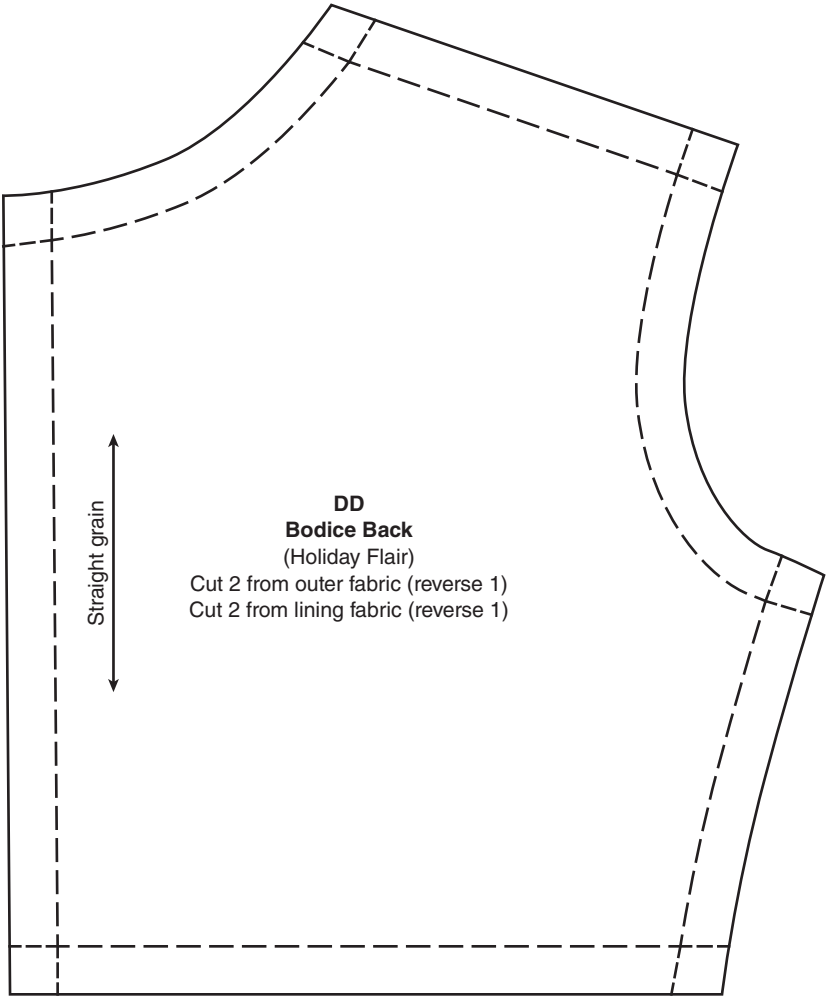 DD
Bodice Back
(Holiday Flair)
Cut 2 from outer fabric (reverse 1)
Cut 2 from lining fabric (reverse 1)
Straight grain